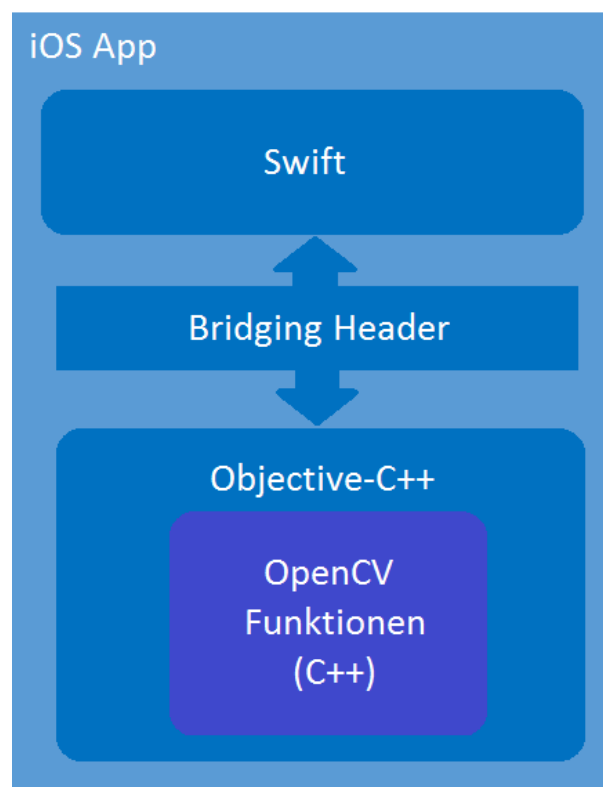 iOS App
Swift
Bridging Header
Objective-C++
OpenCV
Funktionen
(C++)